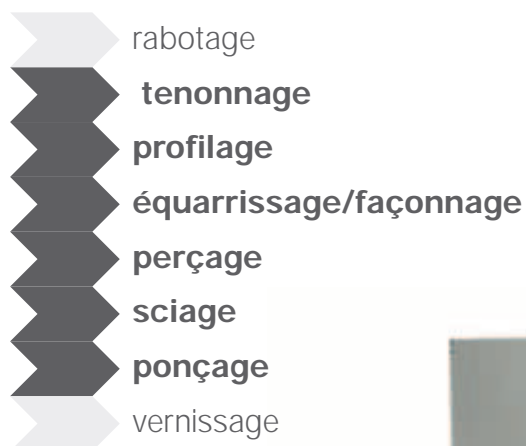 rabotage
tenonnage
profilage
équarrissage/façonnage
perçage
sciage
ponçage
vernissage